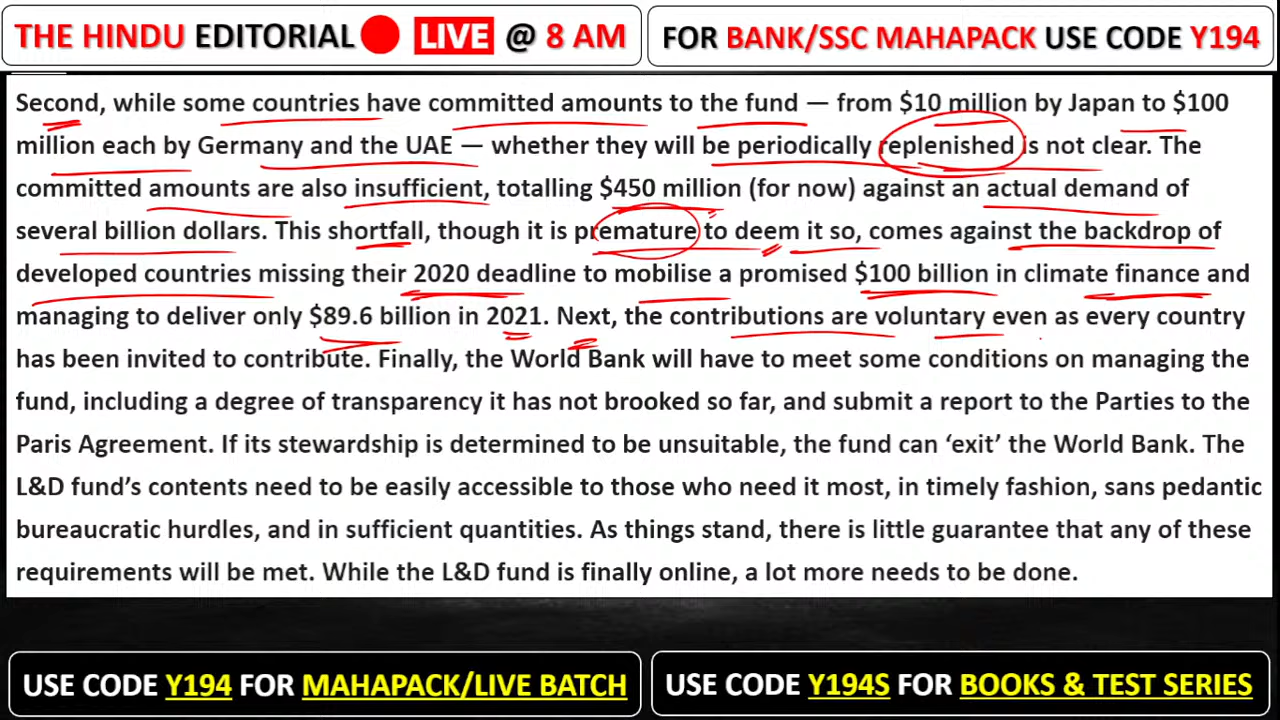 THE HINDU EDITORIAL LIVE @ 8 AM
FOR BANK/SSC MAHAPACK USE CODE Y194
Second, while some countries have committed amounts to the fund — from $10 million by Japan to $100
million each by Germany and the UAE — whether they will be periodically replenished is not clear. The
committed amounts are also insufficient, totalling $450 million (for now) against an actual demand of
several billion dollars. This shortfall, though it is premature to deem it so, comes against the backdrop of
developed countries missing their 2020 deadline to mobilise a promised $100 billion in climate finance and
managing to deliver only $89.6 billion in 2021. Next, the contributions are voluntary even as every country
has been invited to contribute. Finally, the World Bank will have to meet some conditions on managing the
fund, including a degree of transparency it has not brooked so far, and submit a report to the Parties to the
Paris Agreement. If its stewardship is determined to be unsuitable, the fund can ‘exit’ the World Bank. The
L&D fund’s contents need to be easily accessible to those who need it most, in timely fashion, sans pedantic
bureaucratic hurdles, and in sufficient quantities. As things stand, there is little guarantee that any of these
requirements will be met. While the L&D fund is finally online, a lot more needs to be done.
USE CODE Y194 FOR MAHAPACK/LIVE BATCH
USE CODE Y194S FOR BOOKS & TEST SERIES